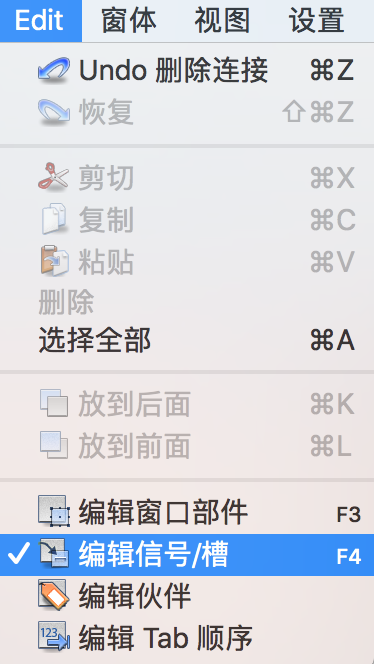 Edit 窗体 视图 设置
Undo 删除连接 ⌘Z
恢复 ⇧⌘Z
剪切 ⌘X
复制 ⌘C
粘贴 ⌘V
删除
选择全部 ⌘A
放到后面 ⌘K
放到前面 ⌘L
编辑窗口部件 F3
编辑信号/槽 F4
编辑伙伴
123 编辑 Tab 顺序